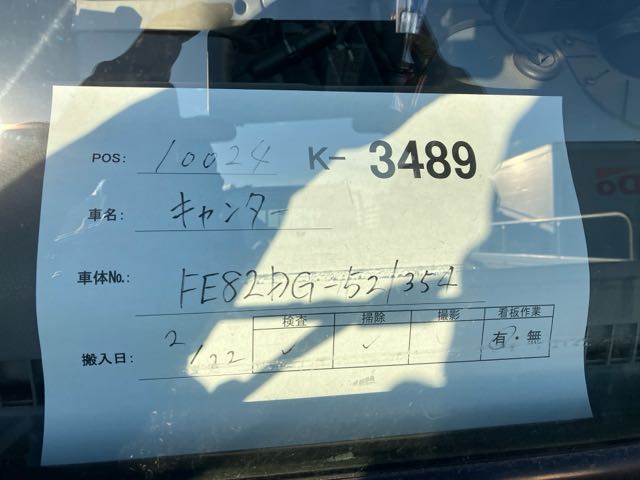 POS: 10024 K- 3489
車名: キャンター
車体No.: FE82DG-521354
検査 掃除 撮影 看板作業
搬入日: 2/22 ✓ ✓ 有・無
Do